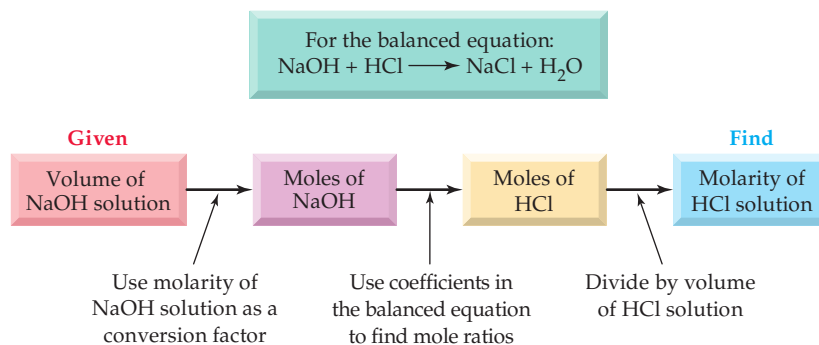 For the balanced equation:
NaOH + HCl ⟶ NaCl + H₂O
Given
Find
Volume of
NaOH solution
Moles of
NaOH
Moles of
HCl
Molarity of
HCl solution
Use molarity of
NaOH solution as a
conversion factor
Use coefficients in
the balanced equation
to find mole ratios
Divide by volume
of HCl solution